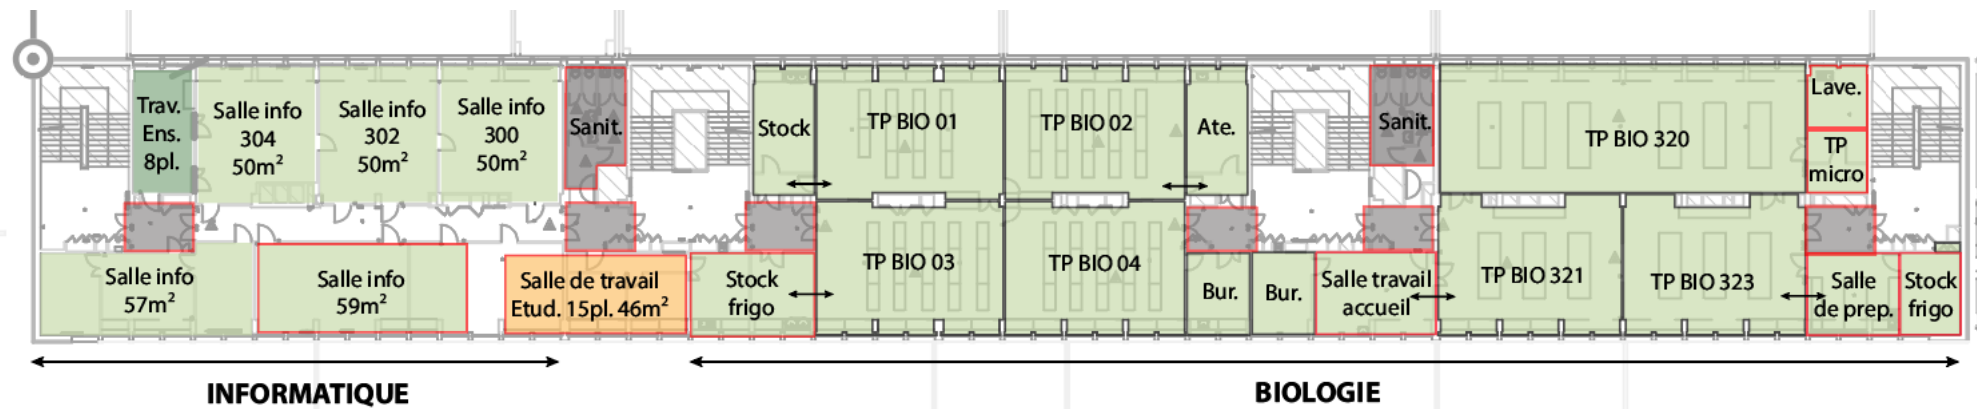 Trav.
Ens.
8pl.
Salle info
304
50m²
Salle info
302
50m²
Salle info
300
50m²
Sanit.
Stock
TP BIO 01
TP BIO 02
Ate.
Sanit.
TP BIO 320
Lave.
TP
micro
Salle info
57m²
Salle info
59m²
Salle de travail
Etud. 15pl. 46m²
Stock
frigo
TP BIO 03
TP BIO 04
Bur.
Bur.
Salle travail
accueil
TP BIO 321
TP BIO 323
Salle
de prep.
Stock
frigo
INFORMATIQUE
BIOLOGIE